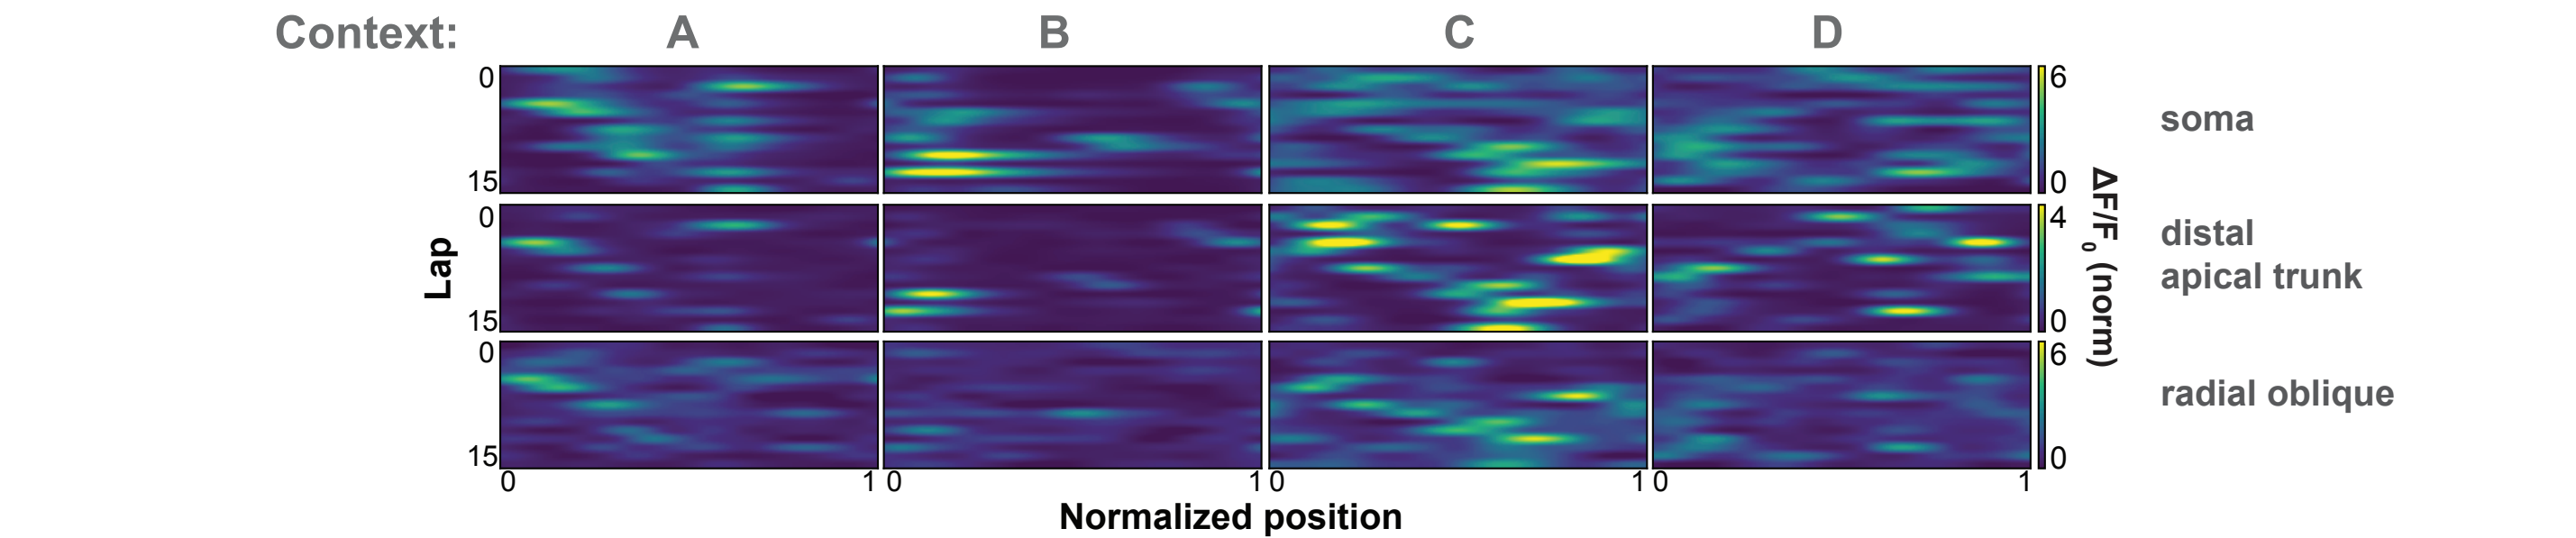 Context: A B C D
0
15
6
0
soma
0
15
4
0
distal
apical trunk
0
15
6
0
radial oblique
Lap
ΔF/F0 (norm)
0 1 0 1 0 1 0 1
Normalized position